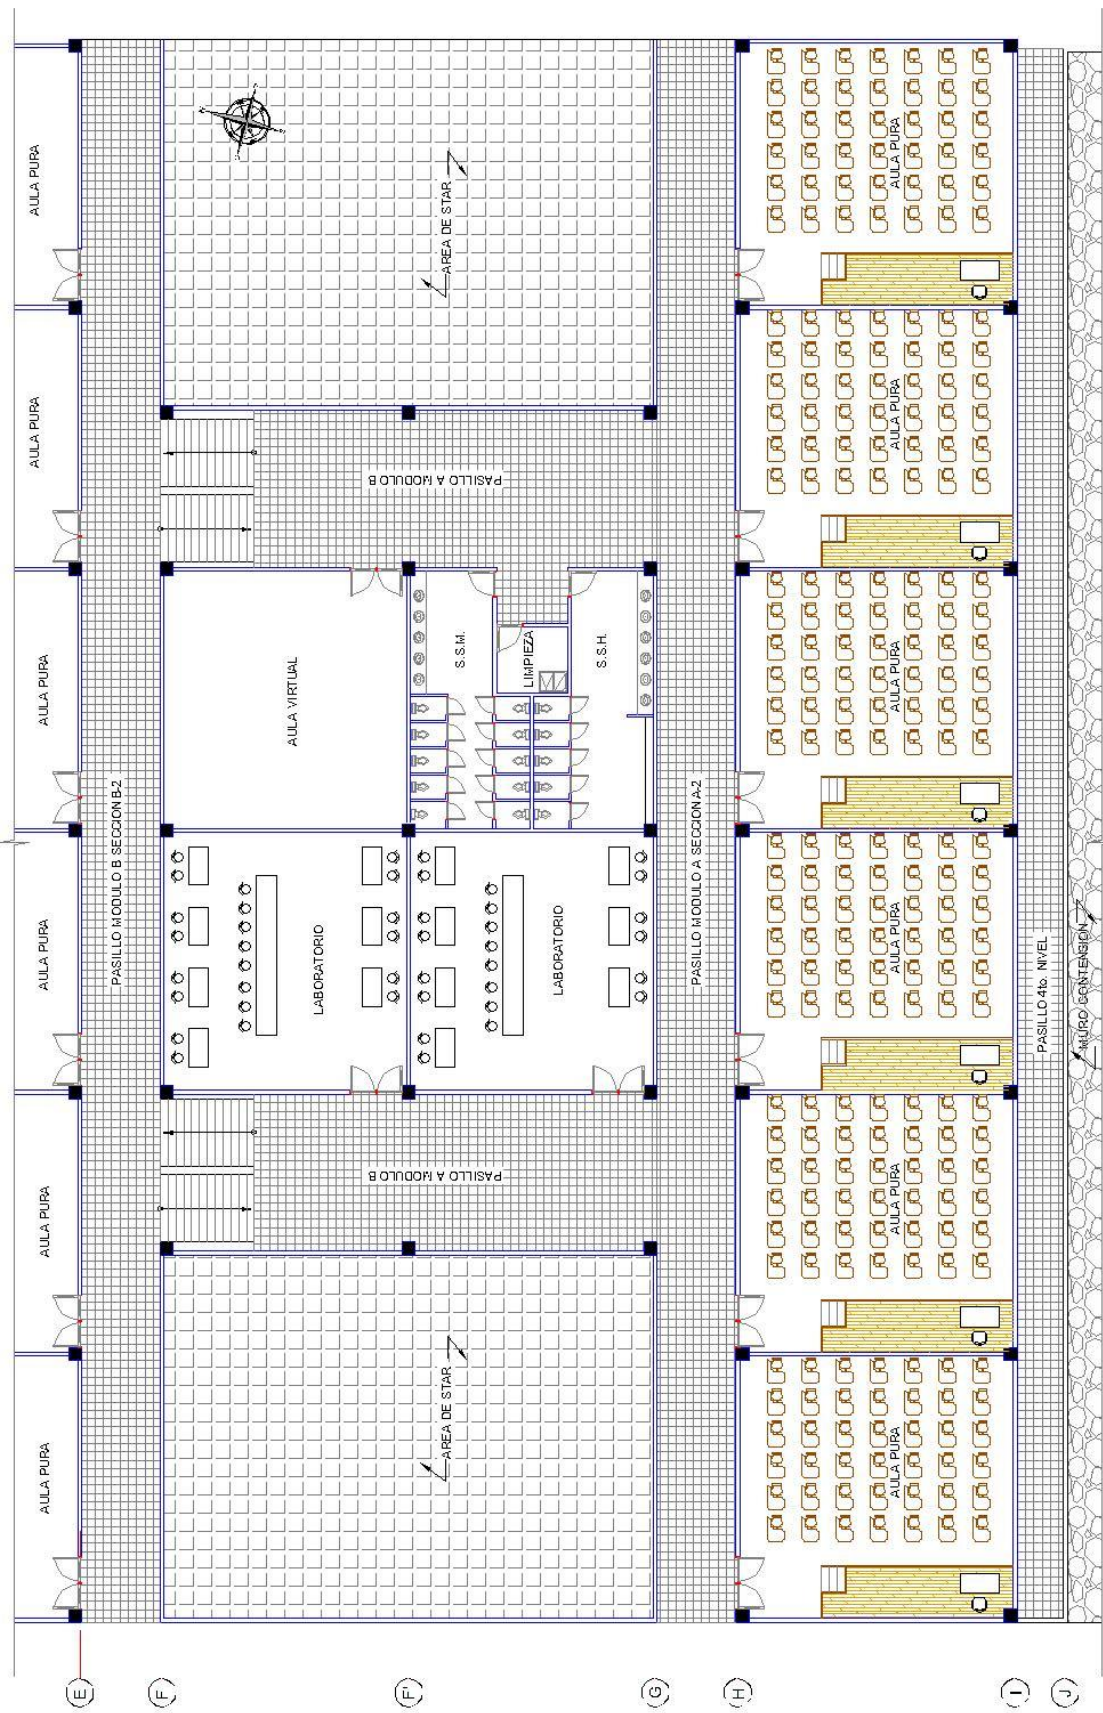 AULA PURA
AULA PURA
AULA PURA
AULA PURA
AULA PURA
AULA PURA
PASILLO MODULO B SECCION B-2
AREA DE STAR
PASILLO A MODULO B
AULA VIRTUAL
LABORATORIO
S.S.M.
LIMPIEZA
S.S.H.
LABORATORIO
PASILLO A MODULO B
AREA DE STAR
PASILLO MODULO A SECCION A-2
AULA PURA
AULA PURA
AULA PURA
AULA PURA
AULA PURA
AULA PURA
PASILLO 4to. NIVEL
MURO CONTENSION
E
F
F'
G
H
I
J